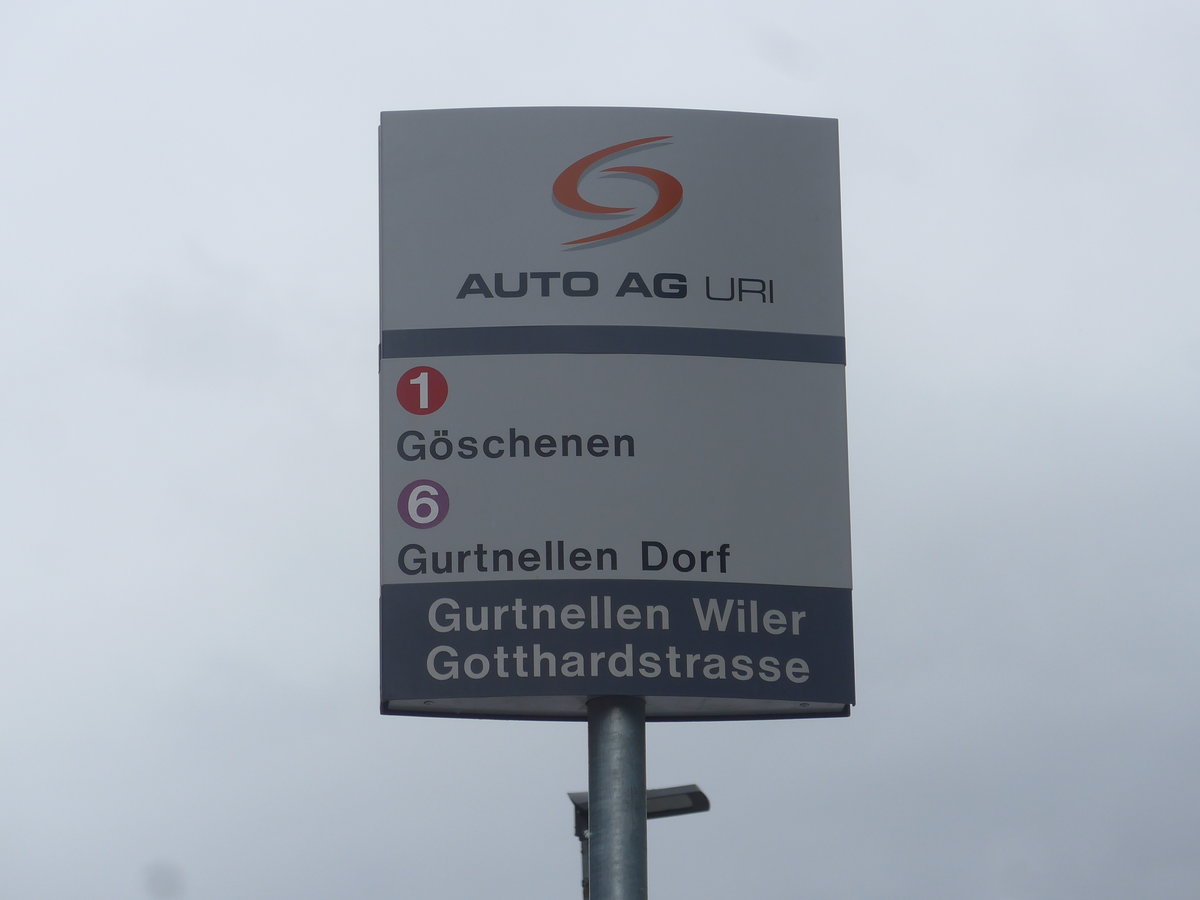 AUTO AG URI
1
Göschenen
6
Gurtnellen Dorf
Gurtnellen Wiler
Gotthardstrasse